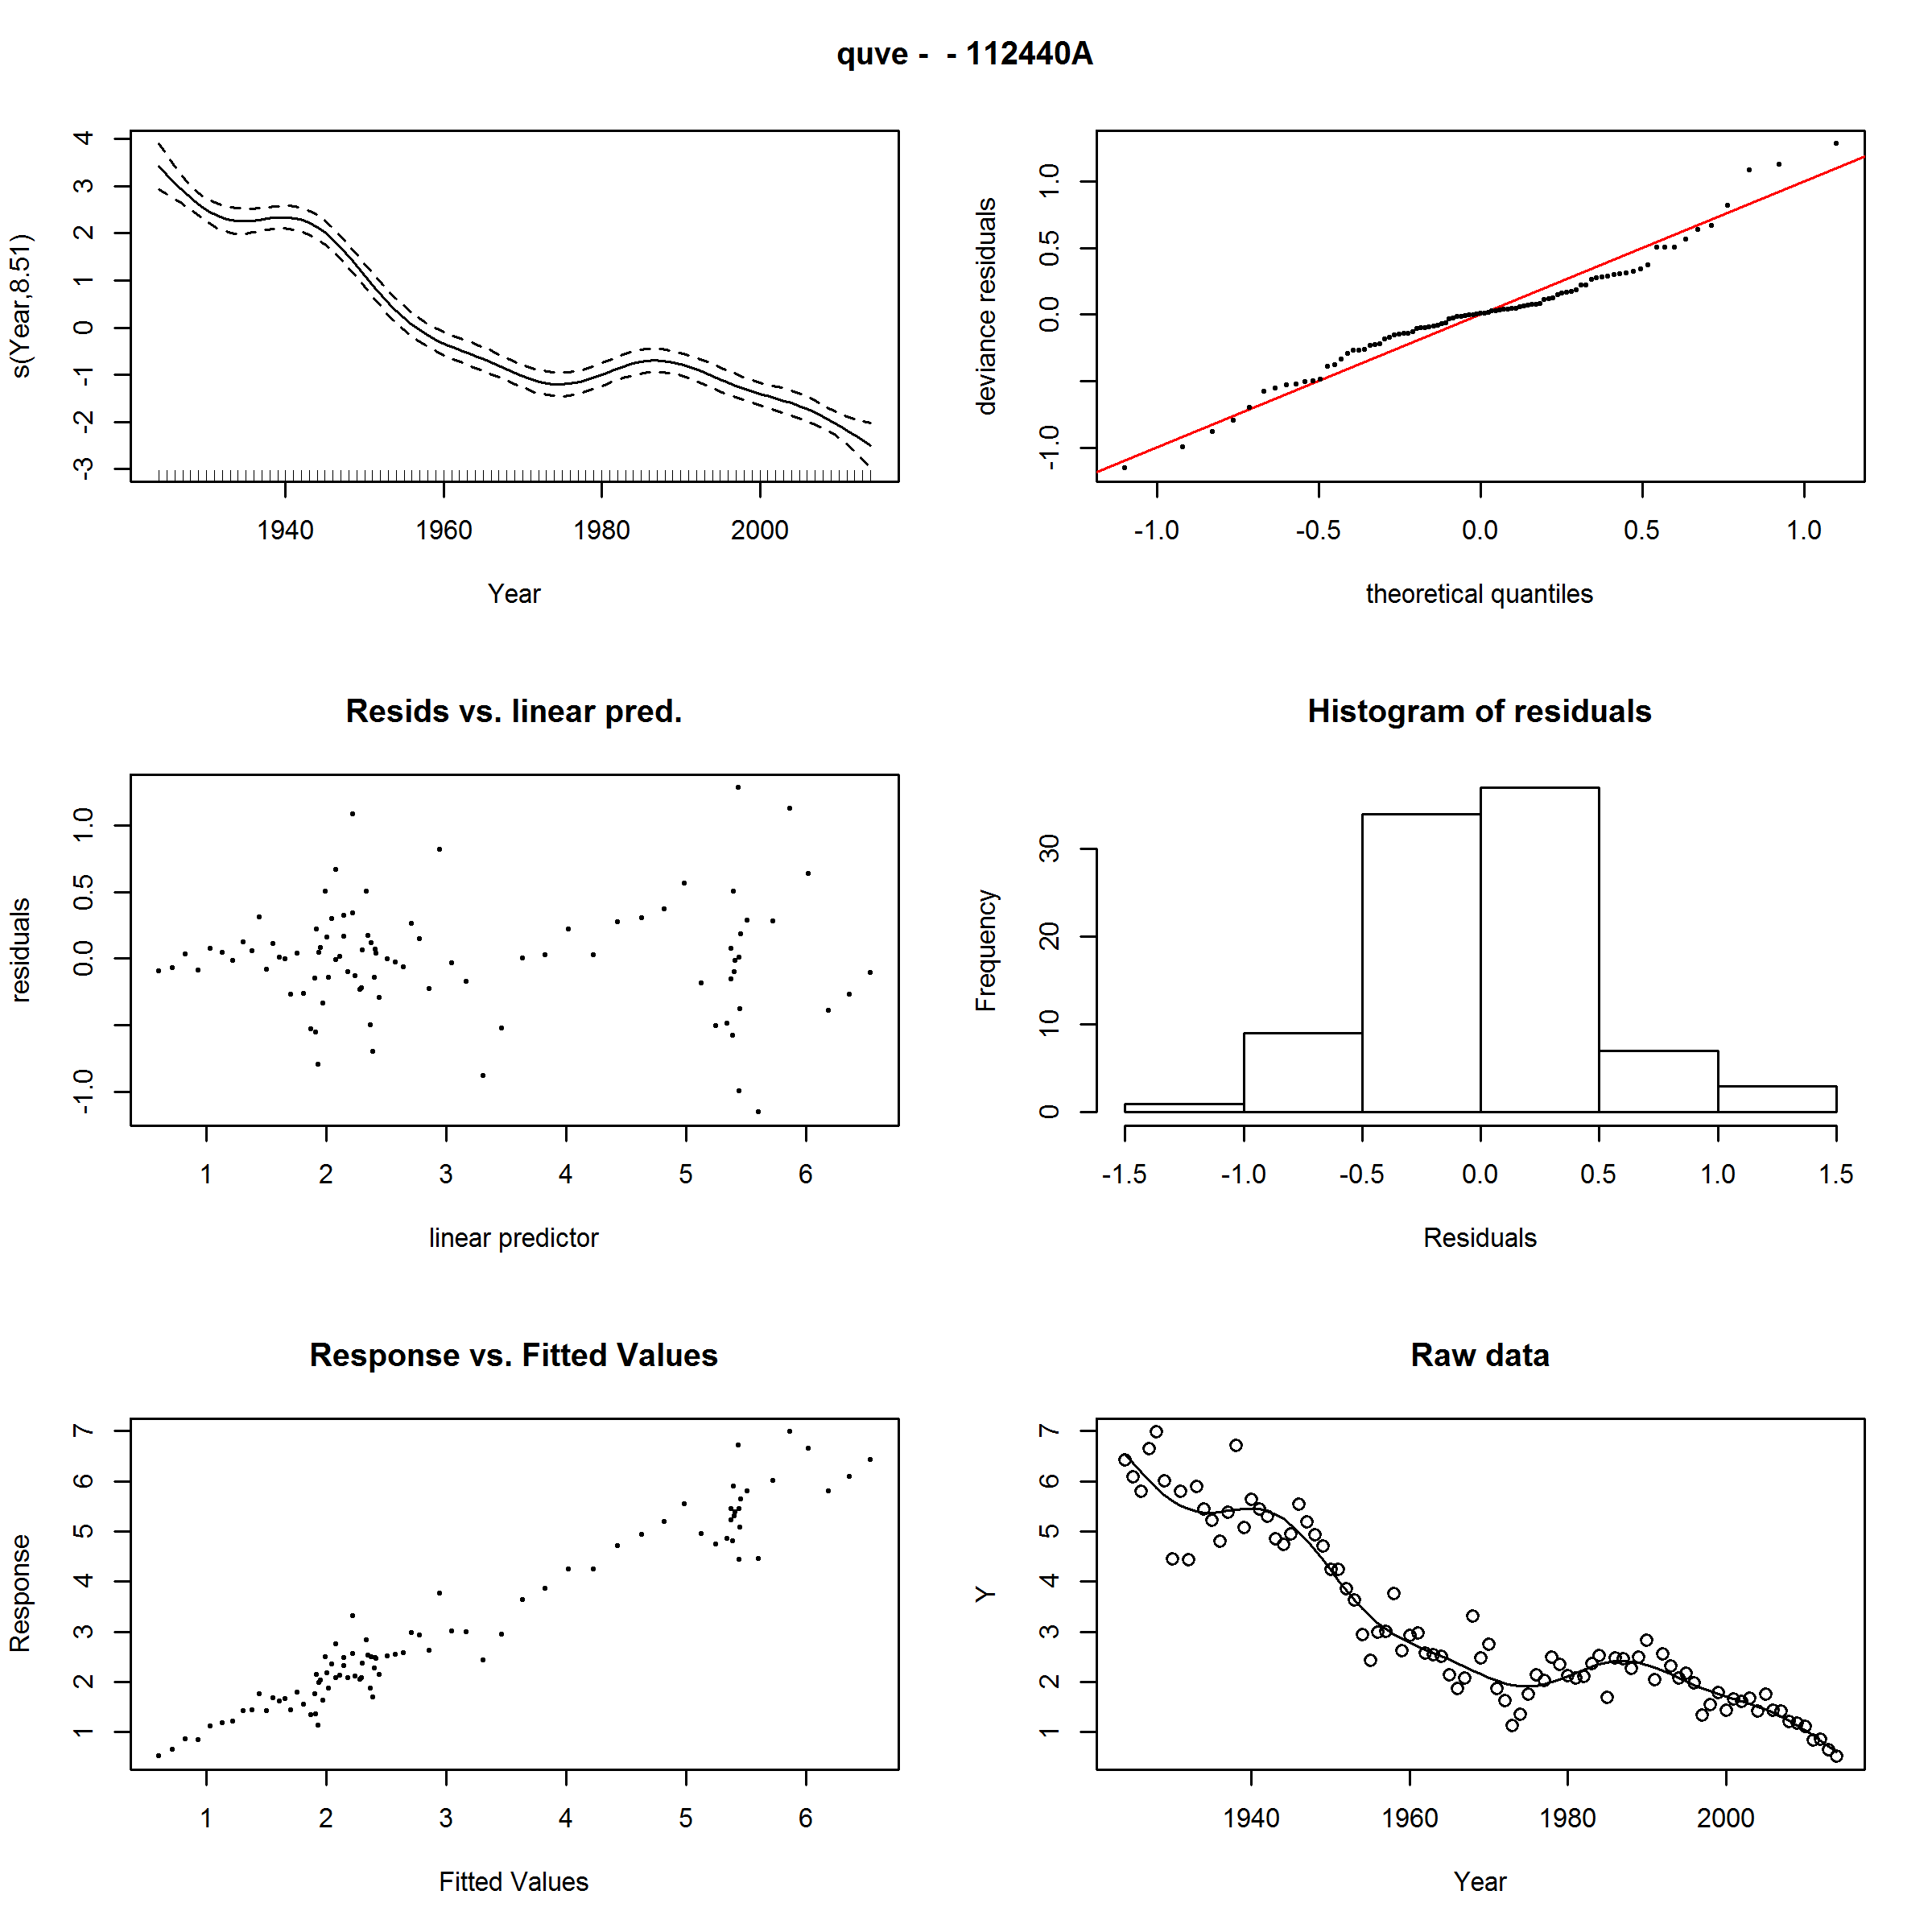 quve -  - 112440A
s(Year,8.51)
4
3
2
1
0
-1
-2
-3
1940 1960 1980 2000
Year
deviance residuals
1.0
0.5
0.0
-1.0
-1.0 -0.5 0.0 0.5 1.0
theoretical quantiles
Resids vs. linear pred.
residuals
1.0
0.5
0.0
-1.0
1 2 3 4 5 6
linear predictor
Histogram of residuals
Frequency
30
20
10
0
-1.5 -1.0 -0.5 0.0 0.5 1.0 1.5
Residuals
Response vs. Fitted Values
Response
7
6
5
4
3
2
1
1 2 3 4 5 6
Fitted Values
Raw data
Y
7
6
5
4
3
2
1
1940 1960 1980 2000
Year